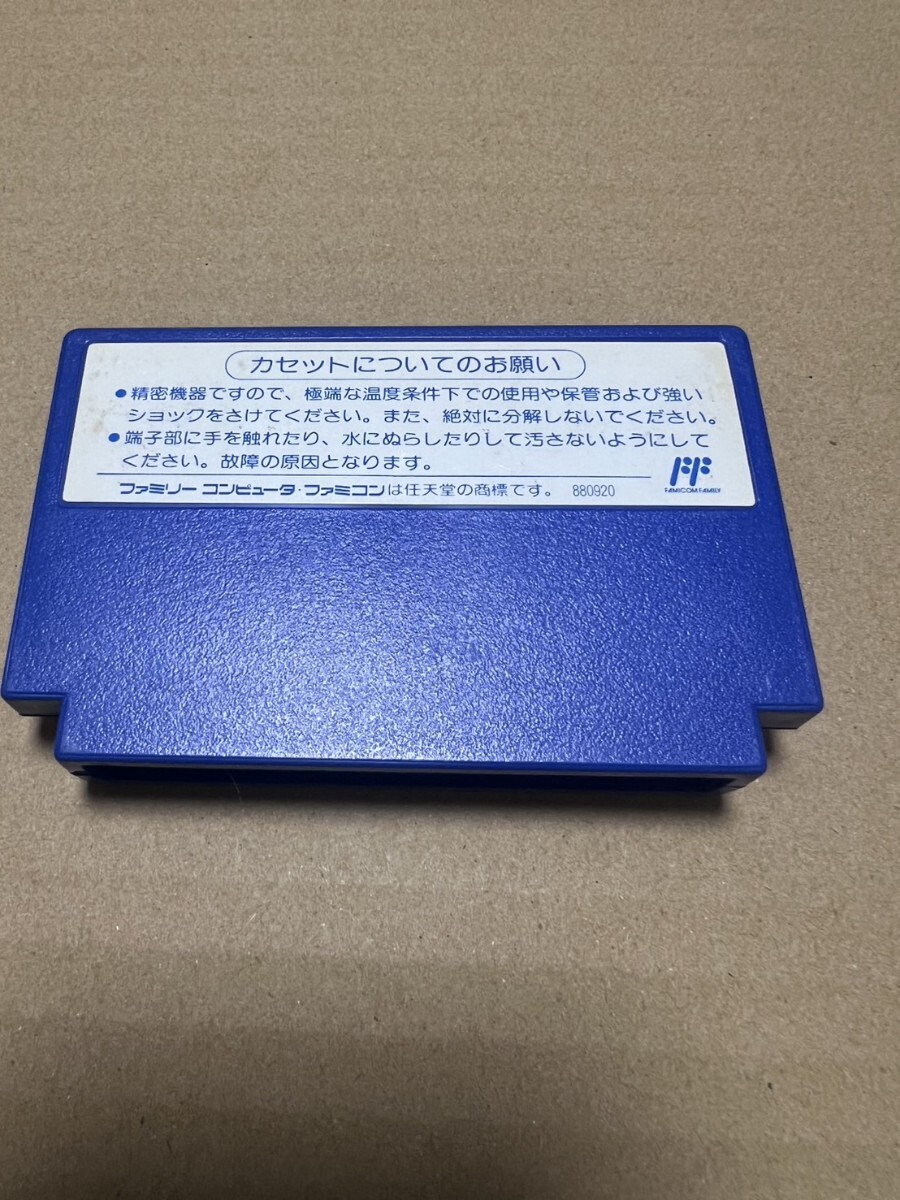 カセットについてのお願い
●精密機器ですので、極端な温度条件下での使用や保管および強い
ショックをさけてください。また、絶対に分解しないでください。
●端子部に手を触れたり、水にぬらしたりして汚さないようにして
ください。故障の原因となります。
ファミリー コンピュータ・ファミコンは任天堂の商標です。 880920
FAMICOM FAMILY